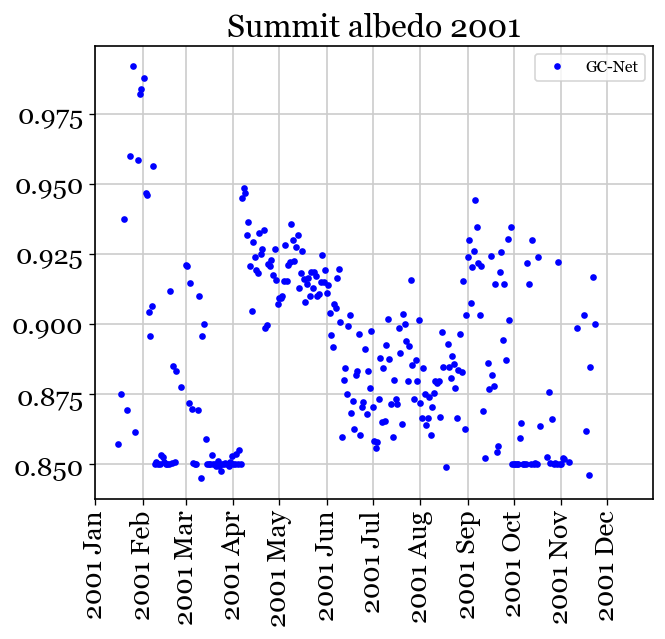 Summit albedo 2001
GC-Net
0.975
0.950
0.925
0.900
0.875
0.850
2001 Jan
2001 Feb
2001 Mar
2001 Apr
2001 May
2001 Jun
2001 Jul
2001 Aug
2001 Sep
2001 Oct
2001 Nov
2001 Dec